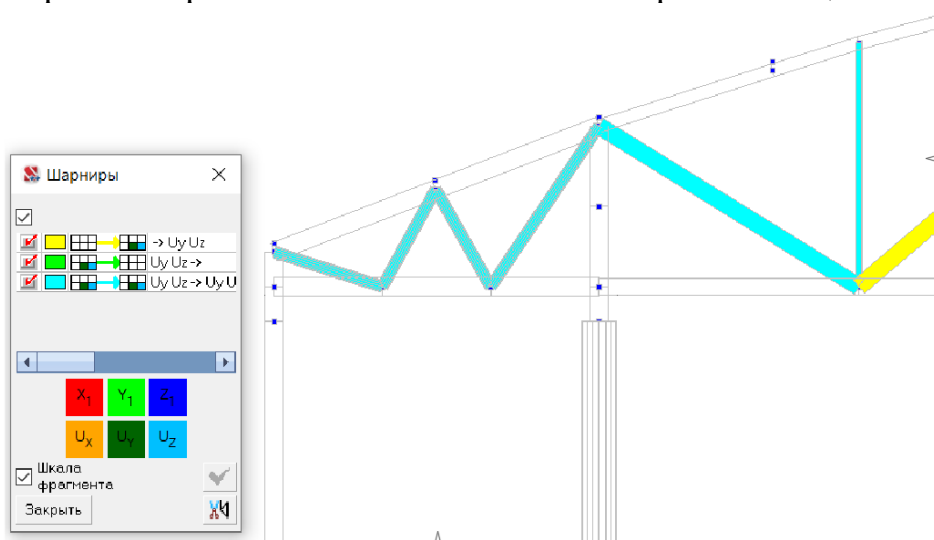 Шарниры
-> Uy Uz
Uy Uz ->
Uy Uz -> Uy U
X1 Y1 Z1
UX UY UZ
Шкала
фрагмента
Закрыть